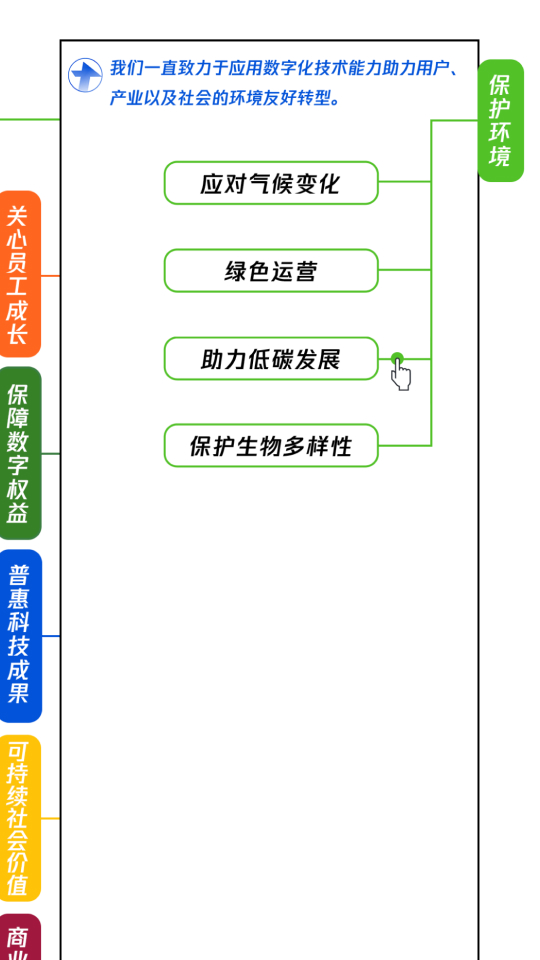 我们一直致力于应用数字化技术能力助力用户、
产业以及社会的环境友好转型。
保护环境
应对气候变化
绿色运营
助力低碳发展
保护生物多样性
关心员工成长
保障数字权益
普惠科技成果
可持续社会价值
商业